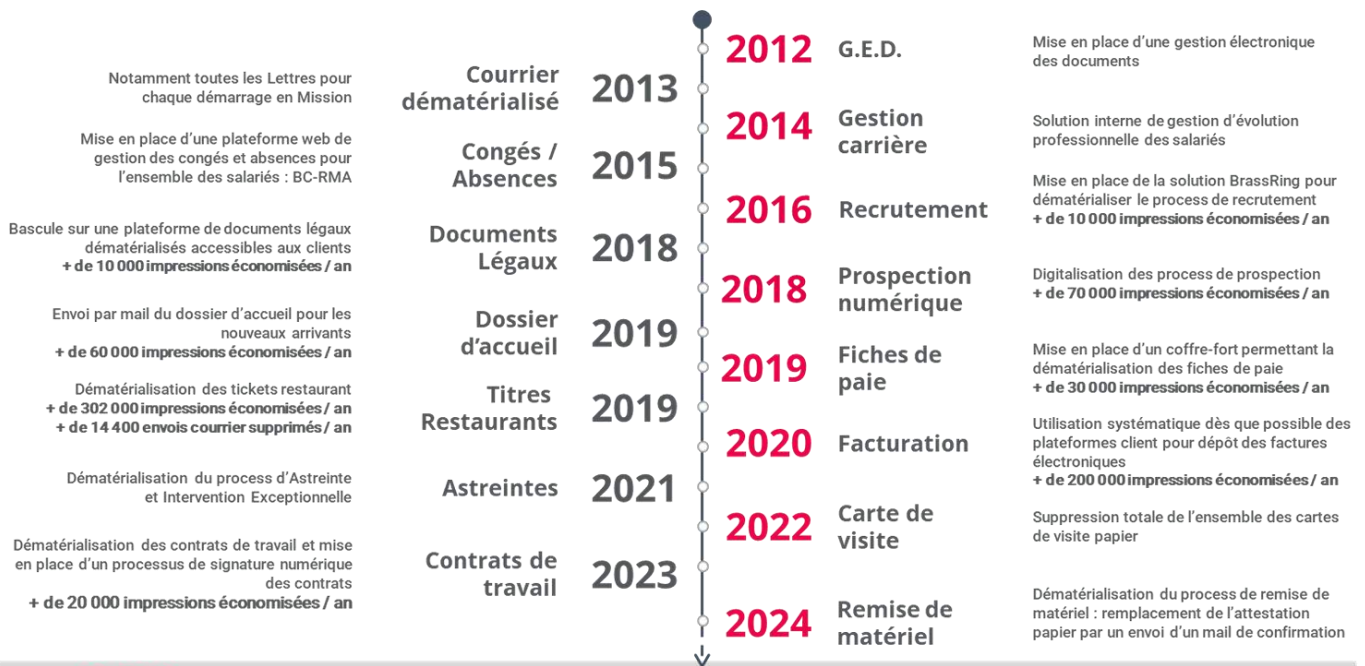 2012
G.E.D.
Mise en place d’une gestion électronique
des documents
Notamment toutes les Lettres pour
chaque démarrage en Mission
Courrier
dématérialisé
2013
2014
Gestion
carrière
Solution interne de gestion d’évolution
professionnelle des salariés
Mise en place d’une plateforme web de
gestion des congés et absences pour
l’ensemble des salariés : BC-RMA
Congés /
Absences
2015
2016
Recrutement
Mise en place de la solution BrassRing pour
dématérialiser le process de recrutement
+ de 10 000 impressions économisées / an
Bascule sur une plateforme de documents légaux
dématérialisés accessibles aux clients
+ de 10 000 impressions économisées / an
Documents
Légaux
2018
2018
Prospection
numérique
Digitalisation des process de prospection
+ de 70 000 impressions économisées / an
Envoi par mail du dossier d’accueil pour les
nouveaux arrivants
+ de 60 000 impressions économisées / an
Dossier
d’accueil
2019
2019
Fiches de
paie
Mise en place d’un coffre-fort permettant la
dématérialisation des fiches de paie
+ de 30 000 impressions économisées / an
Dématérialisation des tickets restaurant
+ de 302 000 impressions économisées / an
+ de 14 400 envois courrier supprimés / an
Titres
Restaurants
2019
2020
Facturation
Utilisation systématique dès que possible des
plateformes client pour dépôt des factures
électroniques
+ de 200 000 impressions économisées / an
Dématérialisation du process d’Astreinte
et Intervention Exceptionnelle
Astreintes
2021
2022
Carte de
visite
Suppression totale de l’ensemble des cartes
de visite papier
Dématérialisation des contrats de travail et mise
en place d’un processus de signature numérique
des contrats
+ de 20 000 impressions économisées / an
Contrats de
travail
2023
2024
Remise de
matériel
Dématérialisation du process de remise de
matériel : remplacement de l’attestation
papier par un envoi d’un mail de confirmation